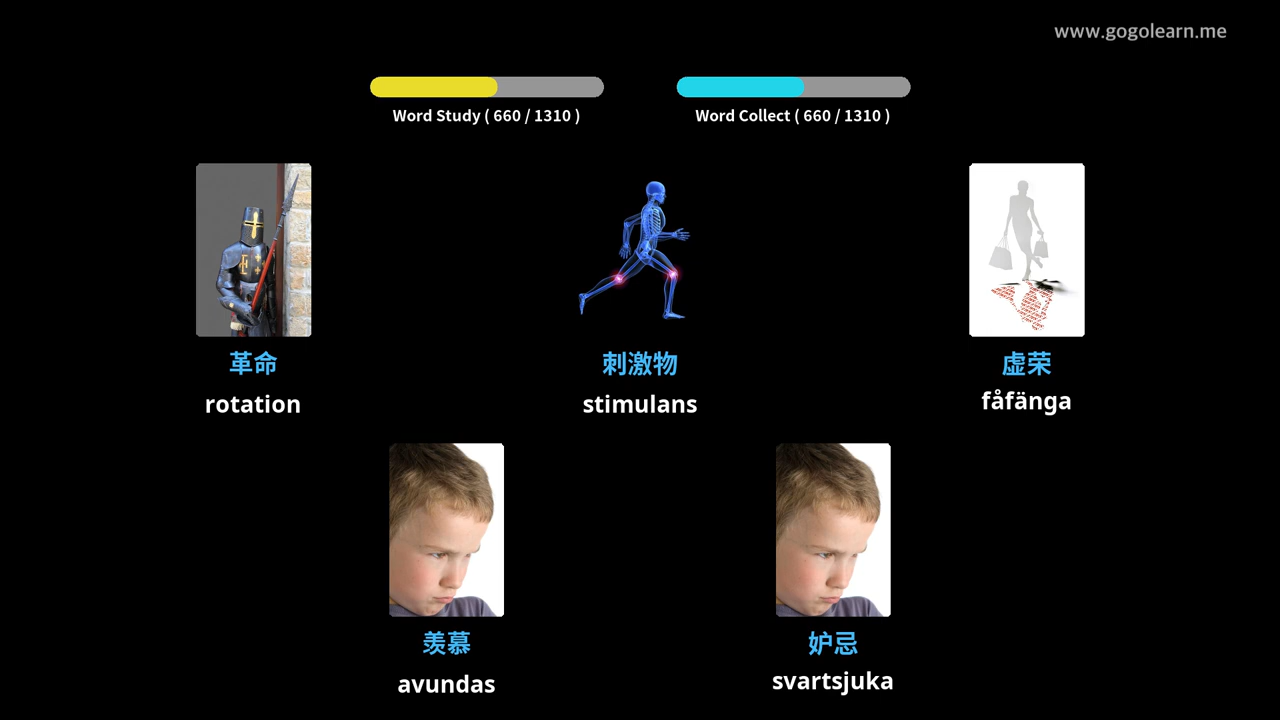 www.gogolearn.me
Word Study ( 660 / 1310 )
Word Collect ( 660 / 1310 )
革命
rotation
刺激物
stimulans
虚荣
fåfänga
羡慕
avundas
妒忌
svartsjuka